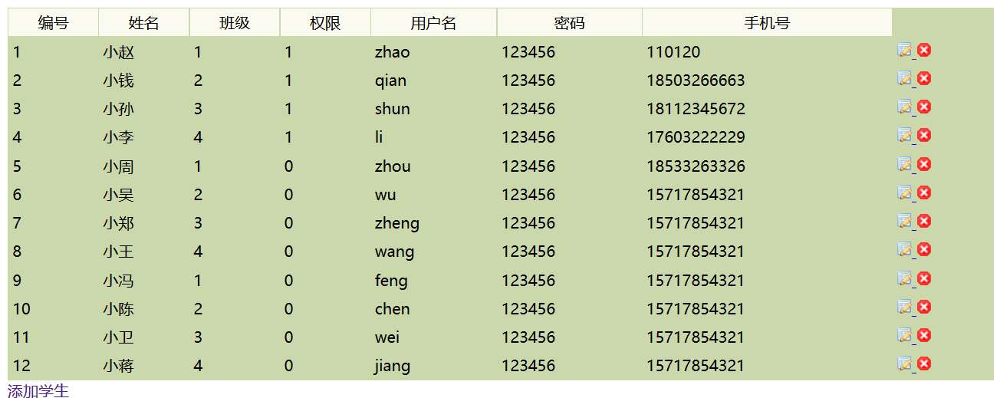 编号 姓名 班级 权限 用户名 密码 手机号
1 小赵 1 1 zhao 123456 110120
2 小钱 2 1 qian 123456 18503266663
3 小孙 3 1 shun 123456 18112345672
4 小李 4 1 li 123456 17603222229
5 小周 1 0 zhou 123456 18533263326
6 小吴 2 0 wu 123456 15717854321
7 小郑 3 0 zheng 123456 15717854321
8 小王 4 0 wang 123456 15717854321
9 小冯 1 0 feng 123456 15717854321
10 小陈 2 0 chen 123456 15717854321
11 小卫 3 0 wei 123456 15717854321
12 小蒋 4 0 jiang 123456 15717854321
添加学生